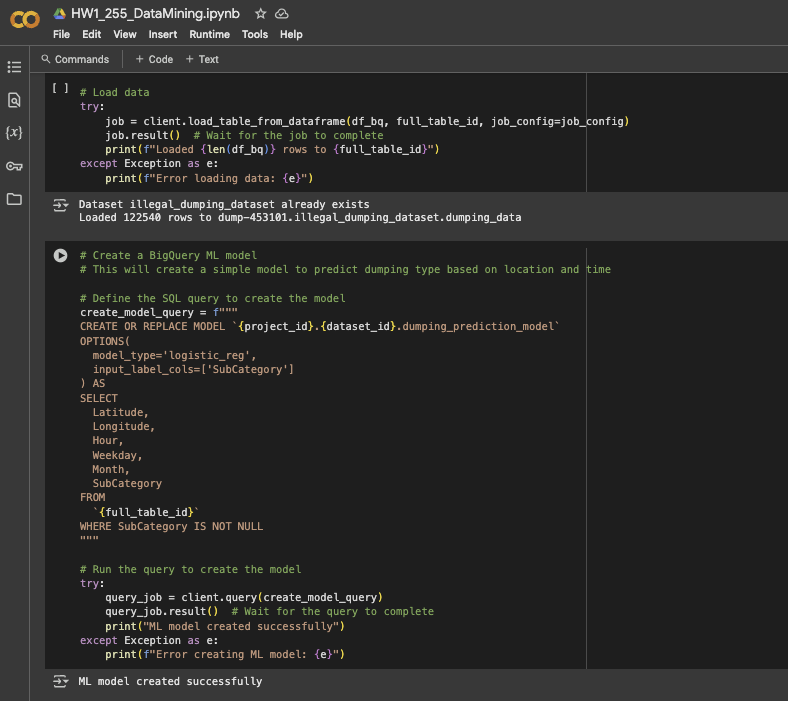 CO HW1_255_DataMining.ipynb
File Edit View Insert Runtime Tools Help
Commands + Code + Text
[ ] # Load data
try:
    job = client.load_table_from_dataframe(df_bq, full_table_id, job_config=job_config)
    job.result()  # Wait for the job to complete
    print(f"Loaded {len(df_bq)} rows to {full_table_id}")
except Exception as e:
    print(f"Error loading data: {e}")
Dataset illegal_dumping_dataset already exists
Loaded 122540 rows to dump-453101.illegal_dumping_dataset.dumping_data
# Create a BigQuery ML model
# This will create a simple model to predict dumping type based on location and time
# Define the SQL query to create the model
create_model_query = f"""
CREATE OR REPLACE MODEL `{project_id}.{dataset_id}.dumping_prediction_model`
OPTIONS(
  model_type='logistic_reg',
  input_label_cols=['SubCategory']
) AS
SELECT
  Latitude,
  Longitude,
  Hour,
  Weekday,
  Month,
  SubCategory
FROM
  `{full_table_id}`
WHERE SubCategory IS NOT NULL
"""
# Run the query to create the model
try:
    query_job = client.query(create_model_query)
    query_job.result()  # Wait for the query to complete
    print("ML model created successfully")
except Exception as e:
    print(f"Error creating ML model: {e}")
ML model created successfully